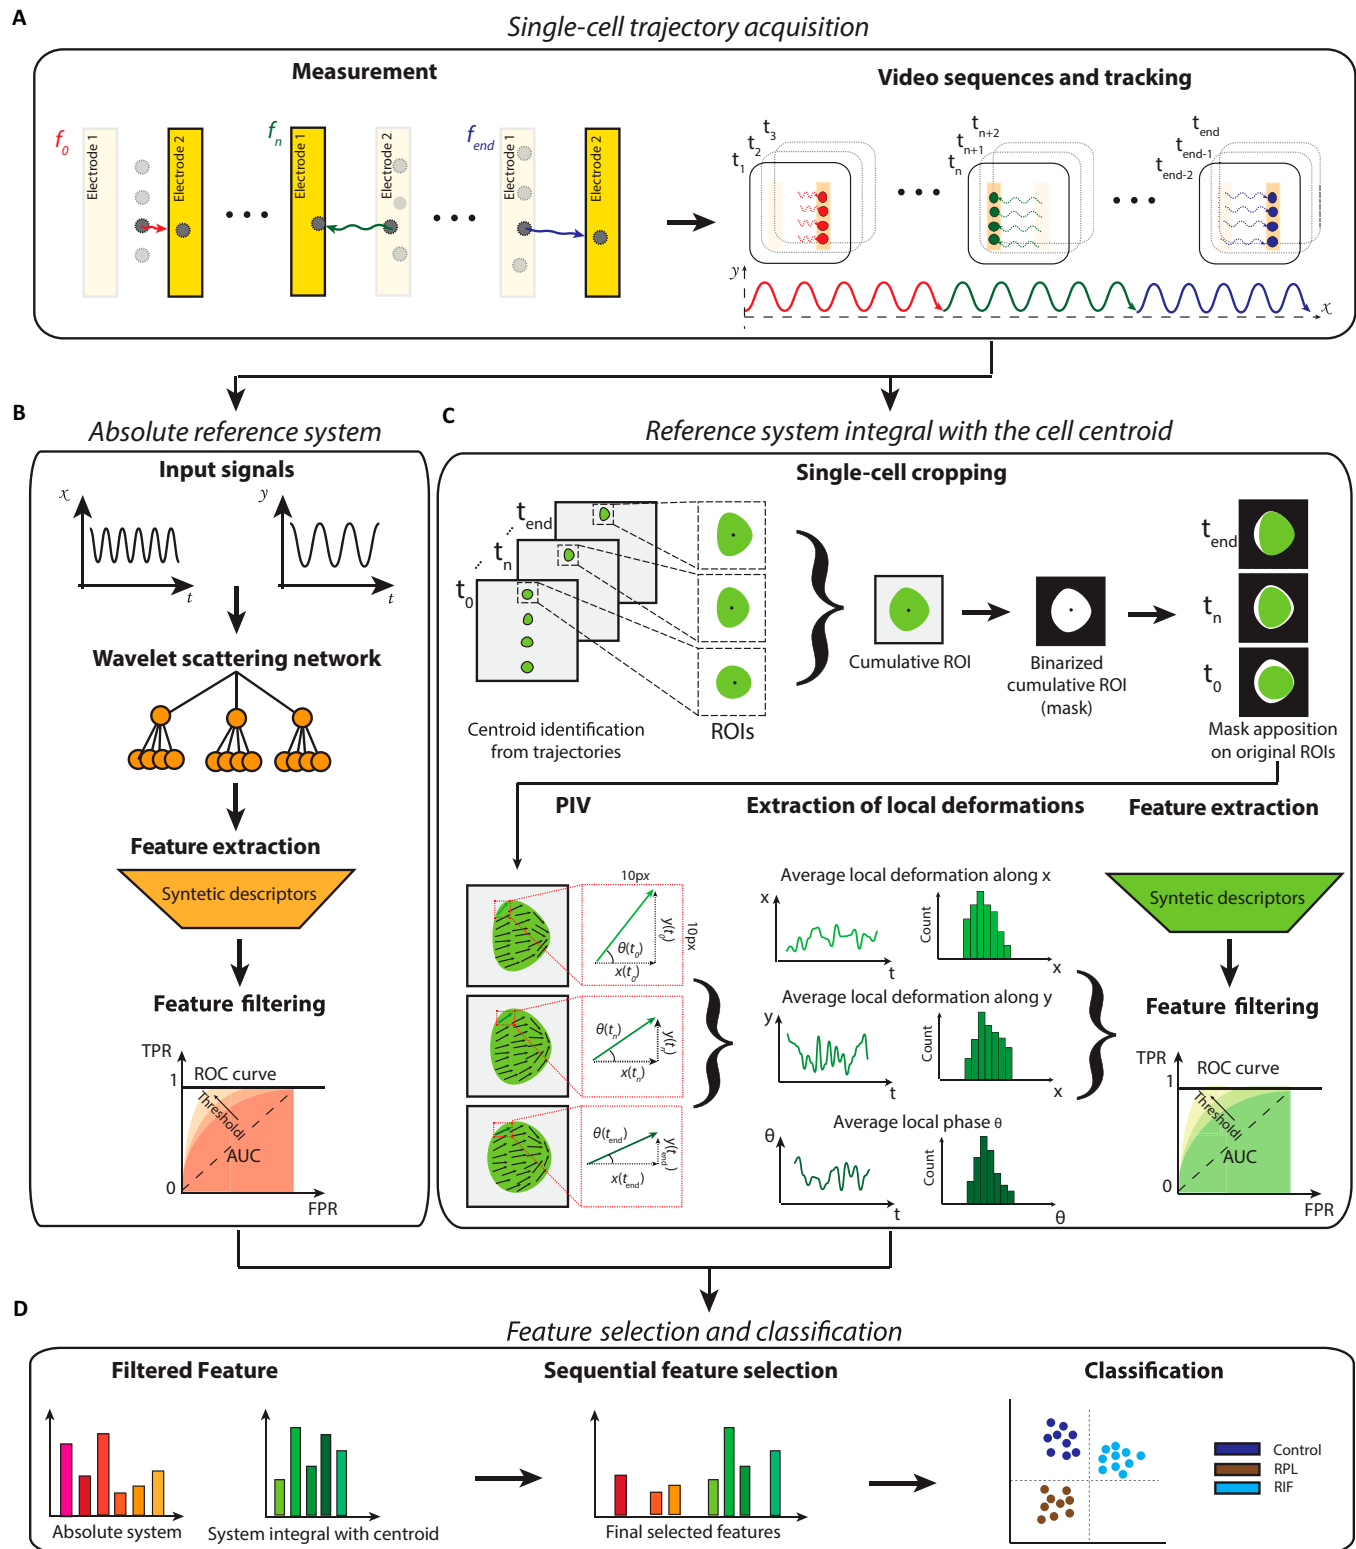 A
Single-cell trajectory acquisition
Measurement
Video sequences and tracking
f0
Electrode 1
Electrode 2
fn
Electrode 1
Electrode 2
fend
Electrode 1
Electrode 2
t1
t2
t3
tn
tn+1
tn+2
tend-2
tend-1
tend
y
x
B
Absolute reference system
Input signals
x
t
y
t
Wavelet scattering network
Feature extraction
Syntetic descriptors
Feature filtering
TPR
1
ROC curve
Threshold!
AUC
0
FPR
C
Reference system integral with the cell centroid
Single-cell cropping
tend
tn
t0
Centroid identification
from trajectories
ROIs
Cumulative ROI
Binarized
cumulative ROI
(mask)
tend
tn
t0
Mask apposition
on original ROIs
PIV
10px
10px
θ(t0)
x(t0)
y(t0)
θ(tn)
x(tn)
y(tn)
θ(tend)
x(tend)
y(tend)
Extraction of local deformations
Average local deformation along x
x
t
Count
x
Average local deformation along y
y
t
Count
x
Average local phase θ
θ
t
Count
θ
Feature extraction
Syntetic descriptors
Feature filtering
TPR
1
ROC curve
Threshold!
AUC
0
FPR
D
Feature selection and classification
Filtered Feature
Absolute system
System integral with centroid
Sequential feature selection
Final selected features
Classification
Control
RPL
RIF